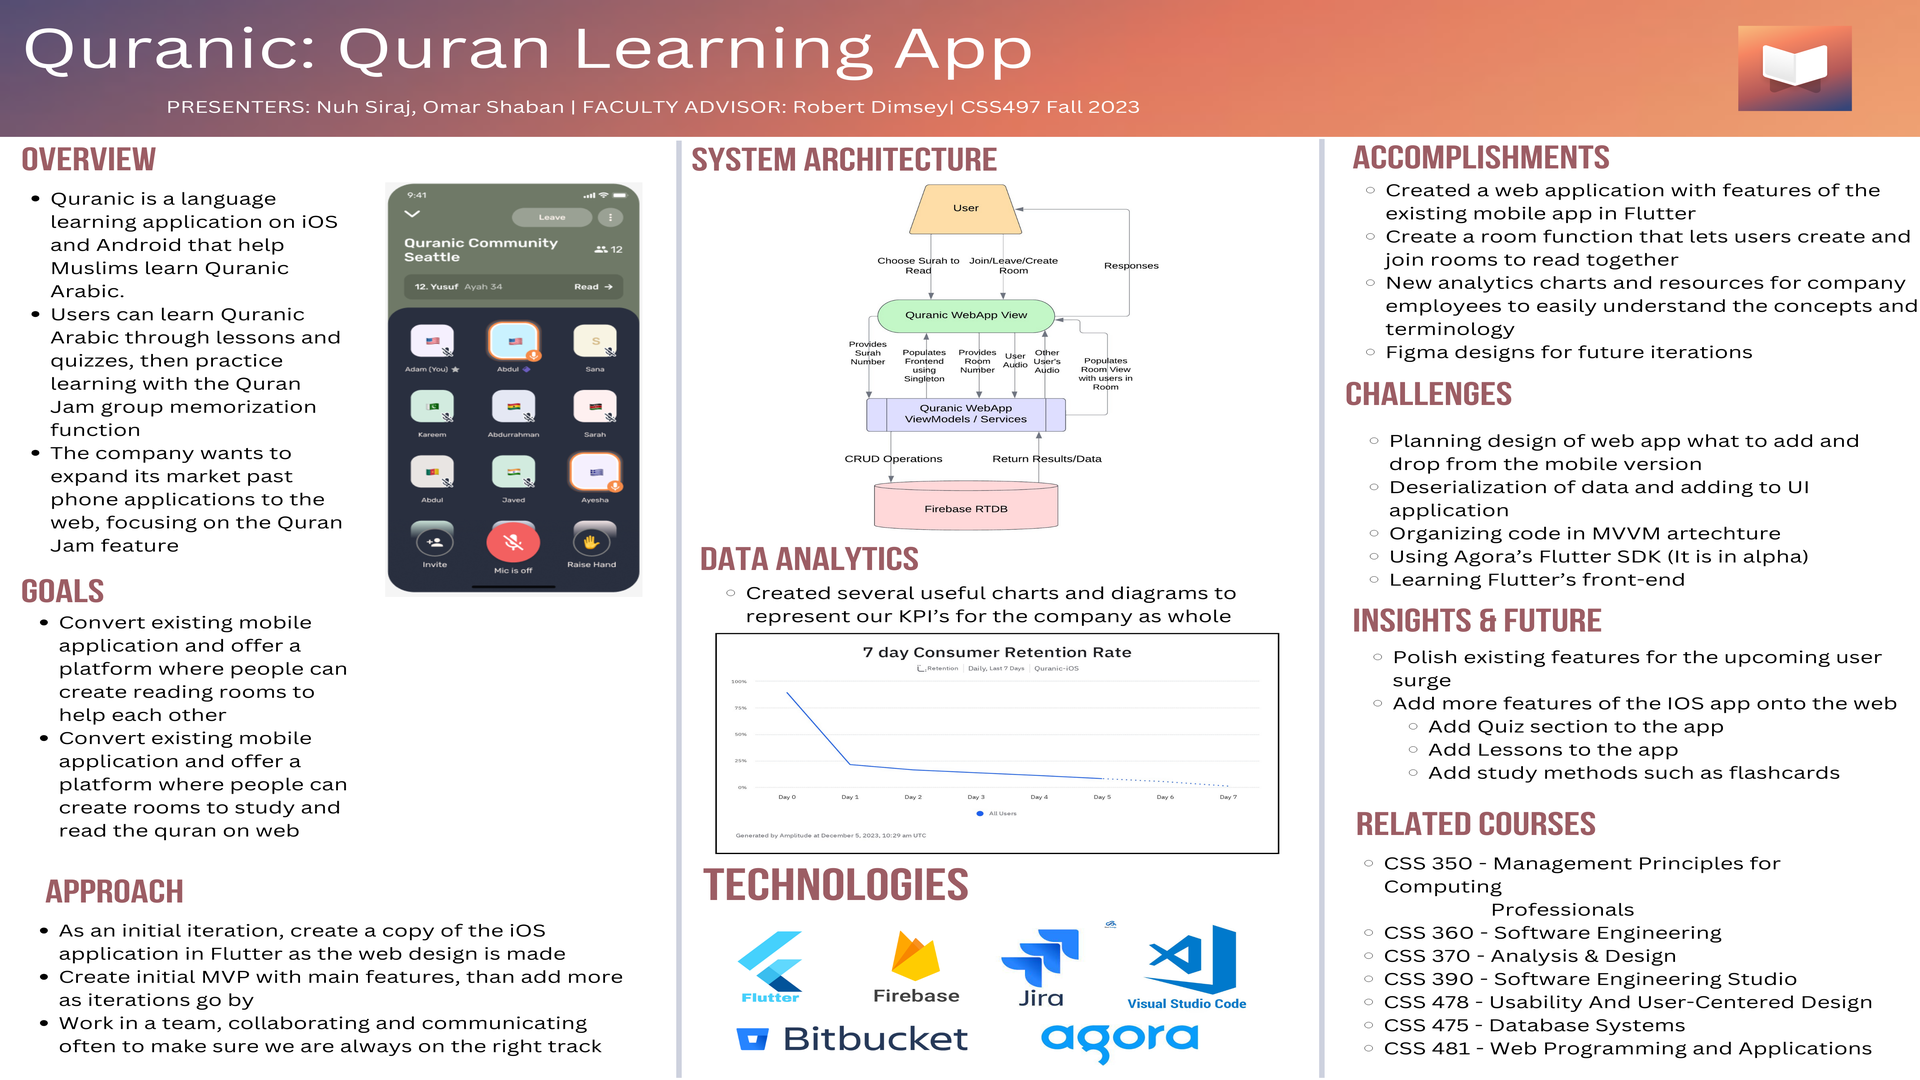 Quranic: Quran Learning App
PRESENTERS: Nuh Siraj, Omar Shaban | FACULTY ADVISOR: Robert Dimsey| CSS497 Fall 2023
OVERVIEW
Quranic is a language
learning application on iOS
and Android that help
Muslims learn Quranic
Arabic.
Users can learn Quranic
Arabic through lessons and
quizzes, then practice
learning with the Quran
Jam group memorization
function
The company wants to
expand its market past
phone applications to the
web, focusing on the Quran
Jam feature
9:41
Leave
Quranic Community
Seattle
12
12. Yusuf Ayah 34
Read →
Adam (You)
Abdul
Sana
S
Kareem
Abdurrahman
Sarah
Abdul
Javed
Ayesha
Invite
Mic is off
Raise Hand
GOALS
Convert existing mobile
application and offer a
platform where people can
create reading rooms to
help each other
Convert existing mobile
application and offer a
platform where people can
create rooms to study and
read the quran on web
APPROACH
As an initial iteration, create a copy of the iOS
application in Flutter as the web design is made
Create initial MVP with main features, than add more
as iterations go by
Work in a team, collaborating and communicating
often to make sure we are always on the right track
SYSTEM ARCHITECTURE
User
Choose Surah to
Read
Join/Leave/Create
Room
Responses
Quranic WebApp View
Provides
Surah
Number
Populates
Frontend
using
Singleton
Provides
Room
Number
User
Audio
Other
User's
Audio
Populates
Room View
with users in
Room
Quranic WebApp
ViewModels / Services
CRUD Operations
Return Results/Data
Firebase RTDB
DATA ANALYTICS
Created several useful charts and diagrams to
represent our KPI’s for the company as whole
7 day Consumer Retention Rate
Retention | Daily, Last 7 Days | Quranic-iOS
100%
75%
50%
25%
0%
Day 0 Day 1 Day 2 Day 3 Day 4 Day 5 Day 6 Day 7
All Users
Generated by Amplitude at December 5, 2023, 10:29 am UTC
TECHNOLOGIES
Flutter
Firebase
Jira
Visual Studio Code
Bitbucket
agora
ACCOMPLISHMENTS
Created a web application with features of the
existing mobile app in Flutter
Create a room function that lets users create and
join rooms to read together
New analytics charts and resources for company
employees to easily understand the concepts and
terminology
Figma designs for future iterations
CHALLENGES
Planning design of web app what to add and
drop from the mobile version
Deserialization of data and adding to UI
application
Organizing code in MVVM artechture
Using Agora’s Flutter SDK (It is in alpha)
Learning Flutter’s front-end
INSIGHTS & FUTURE
Polish existing features for the upcoming user
surge
Add more features of the IOS app onto the web
Add Quiz section to the app
Add Lessons to the app
Add study methods such as flashcards
RELATED COURSES
CSS 350 - Management Principles for
Computing
Professionals
CSS 360 - Software Engineering
CSS 370 - Analysis & Design
CSS 390 - Software Engineering Studio
CSS 478 - Usability And User-Centered Design
CSS 475 - Database Systems
CSS 481 - Web Programming and Applications